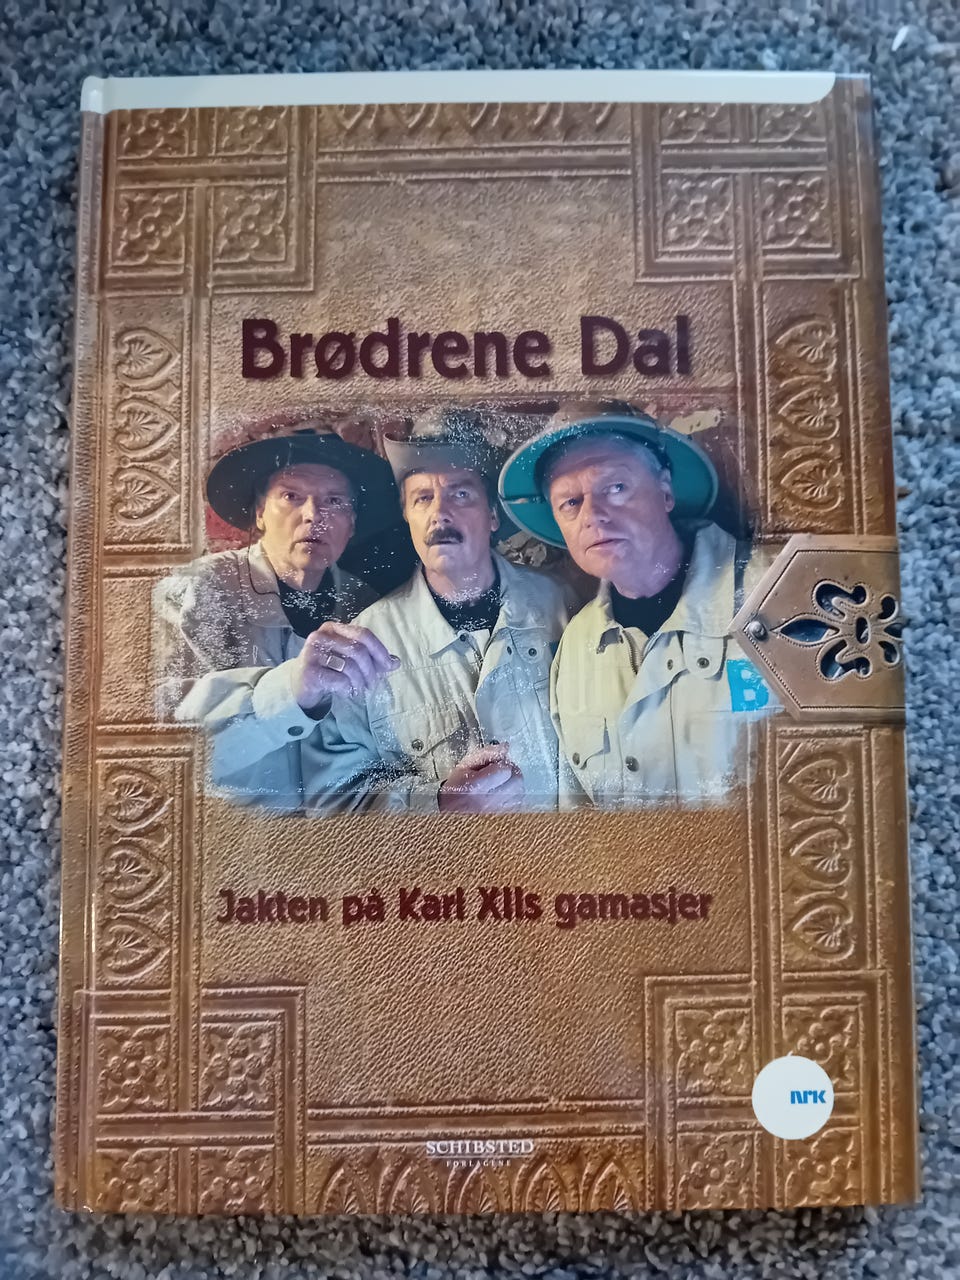 Brødrene Dal
B
Jakten på Karl XIIs gamasjer
NRK
SCHIBSTED
FORLAGENE